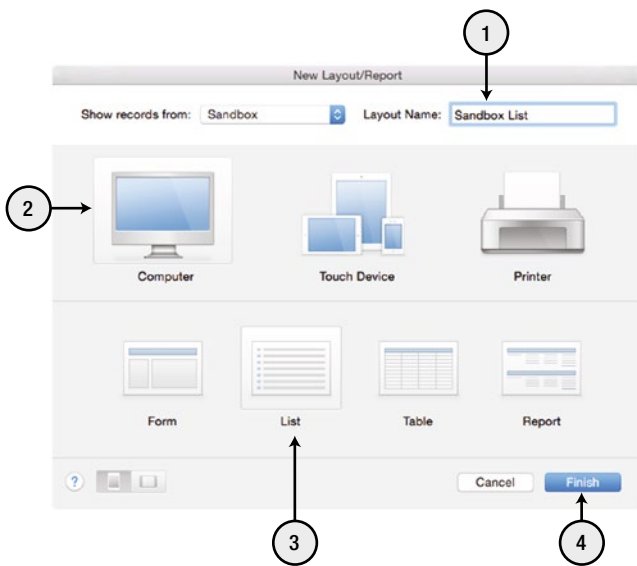 1
New Layout/Report
Show records from: Sandbox Layout Name: Sandbox List
2
Computer Touch Device Printer
Form List Table Report
? Cancel Finish
3 4